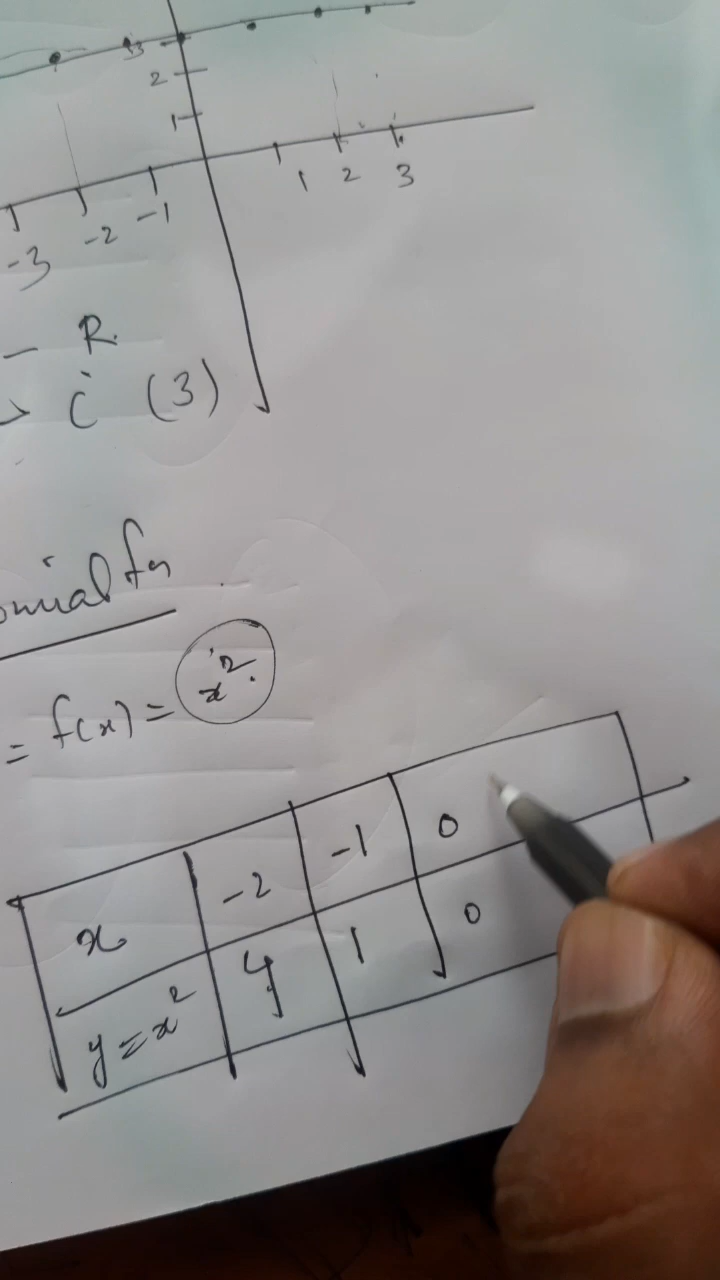 3
2
1
-3 -2 -1 1 2 3
— R.
→ C (3)
omial fn
= f(x) = x².
x -2 -1 0
y = x² 4 1 0